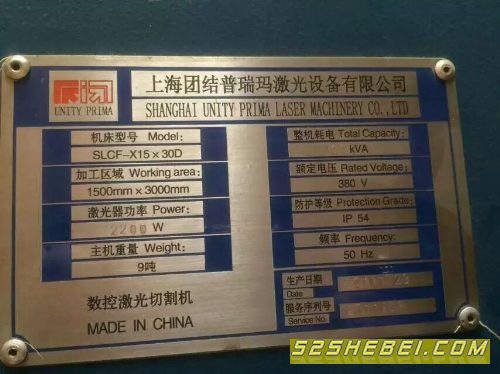 上海团结普瑞玛激光设备有限公司
UNITY PRIMA
SHANGHAI UNITY PRIMA LASER MACHINERY CO., LTD
机床型号 Model:
SLCF-X15×30D
加工区域 Working area:
1500mm × 3000mm
激光器功率 Power:
2200 W
主机重量 Weight:
9吨
数控激光切割机
MADE IN CHINA
整机耗电 Total Capacity:
kVA
额定电压 Rated Voltage:
380 V
防护等级 Protection Grade:
IP 54
频率 Frequency:
50 Hz
生产日期
Date
服务序列号
Service No.
52SHEBEI.COM